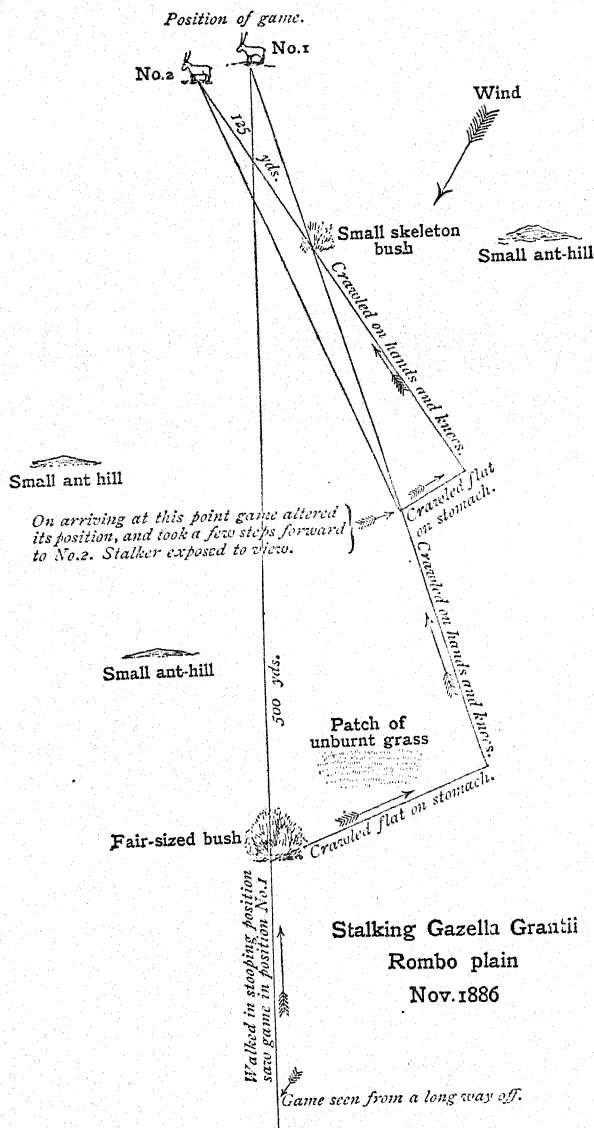 Position of game.
No.1
No.2
125 yds.
Wind
Small skeleton
bush
Small ant-hill
Crawled on hands and knees.
Small ant hill
Crawled flat
on stomach.
On arriving at this point game altered
its position, and took a few steps forward
to No.2. Stalker exposed to view.
Crawled on hands and knees.
Small ant-hill
500 yds.
Patch of
unburnt grass
Fair-sized bush
Crawled flat on stomach.
Walked in stooping position
saw game in position No.1
Stalking Gazella Grantii
Rombo plain
Nov. 1886
Game seen from a long way off.